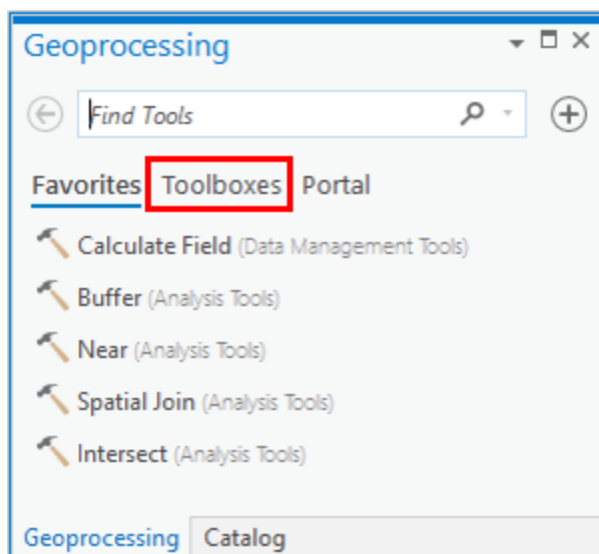 Geoprocessing
Find Tools
Favorites Toolboxes Portal
Calculate Field (Data Management Tools)
Buffer (Analysis Tools)
Near (Analysis Tools)
Spatial Join (Analysis Tools)
Intersect (Analysis Tools)
Geoprocessing Catalog